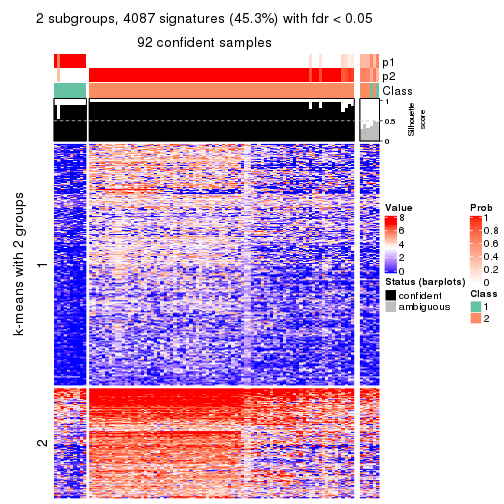 2 subgroups, 4087 signatures (45.3%) with fdr < 0.05
92 confident samples
p1
p2
Class
1
0.5
0
Silhouette
score
k-means with 2 groups
1
2
Value
8
6
4
2
0
Prob
1
0.8
0.6
0.4
0.2
0
Status (barplots)
confident
ambiguous
Class
1
2